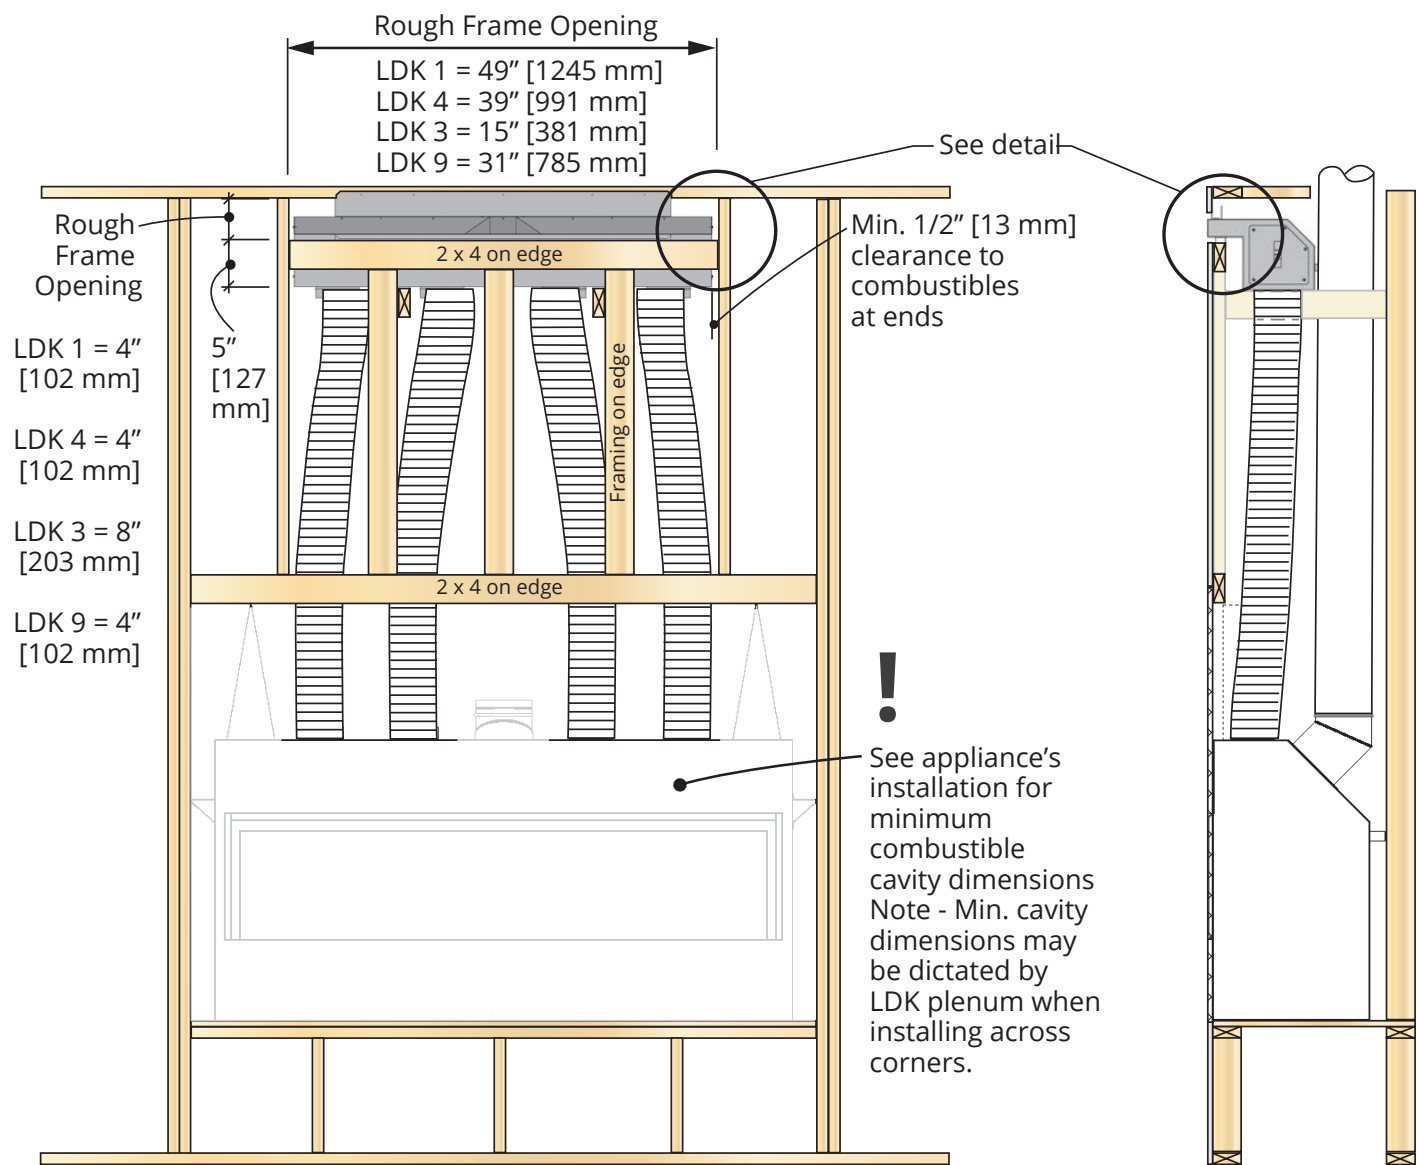 Rough Frame Opening
LDK 1 = 49” [1245 mm]
LDK 4 = 39” [991 mm]
LDK 3 = 15” [381 mm]
LDK 9 = 31” [785 mm]
See detail
Rough
Frame
Opening
LDK 1 = 4”
[102 mm]
LDK 4 = 4”
[102 mm]
LDK 3 = 8”
[203 mm]
LDK 9 = 4”
[102 mm]
5”
[127
mm]
2 x 4 on edge
Framing on edge
2 x 4 on edge
Min. 1/2” [13 mm]
clearance to
combustibles
at ends
!
See appliance’s
installation for
minimum
combustible
cavity dimensions
Note - Min. cavity
dimensions may
be dictated by
LDK plenum when
installing across
corners.